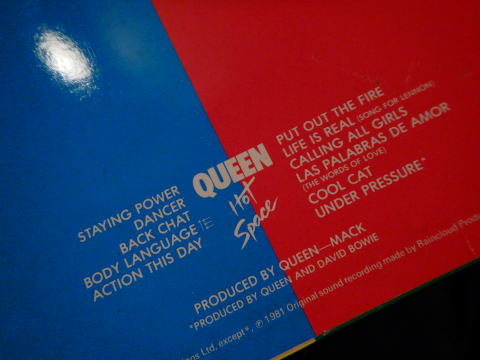 STAYING POWER
DANCER
BACK CHAT
BODY LANGUAGE
ACTION THIS DAY
QUEEN
Hot
Space
PUT OUT THE FIRE
LIFE IS REAL (SONG FOR LENNON)
CALLING ALL GIRLS
LAS PALABRAS DE AMOR
(THE WORDS OF LOVE)
COOL CAT
UNDER PRESSURE*
PRODUCED BY QUEEN—MACK
*PRODUCED BY QUEEN AND DAVID BOWIE
Ltd, except*, ℗ 1981 Original sound recording made by Raincloud